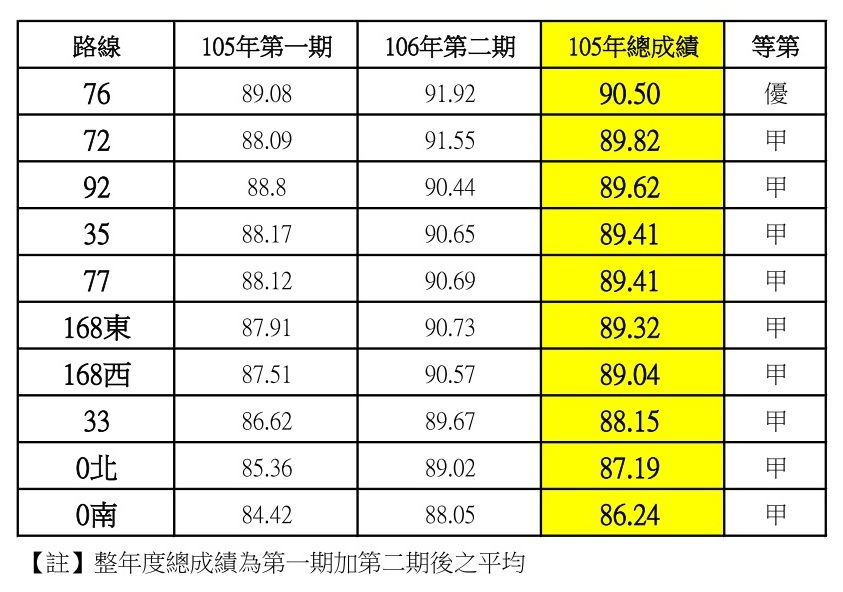 路線 105年第一期 106年第二期 105年總成績 等第
76 89.08 91.92 90.50 優
72 88.09 91.55 89.82 甲
92 88.8 90.44 89.62 甲
35 88.17 90.65 89.41 甲
77 88.12 90.69 89.41 甲
168東 87.91 90.73 89.32 甲
168西 87.51 90.57 89.04 甲
33 86.62 89.67 88.15 甲
0北 85.36 89.02 87.19 甲
0南 84.42 88.05 86.24 甲
【註】整年度總成績為第一期加第二期後之平均